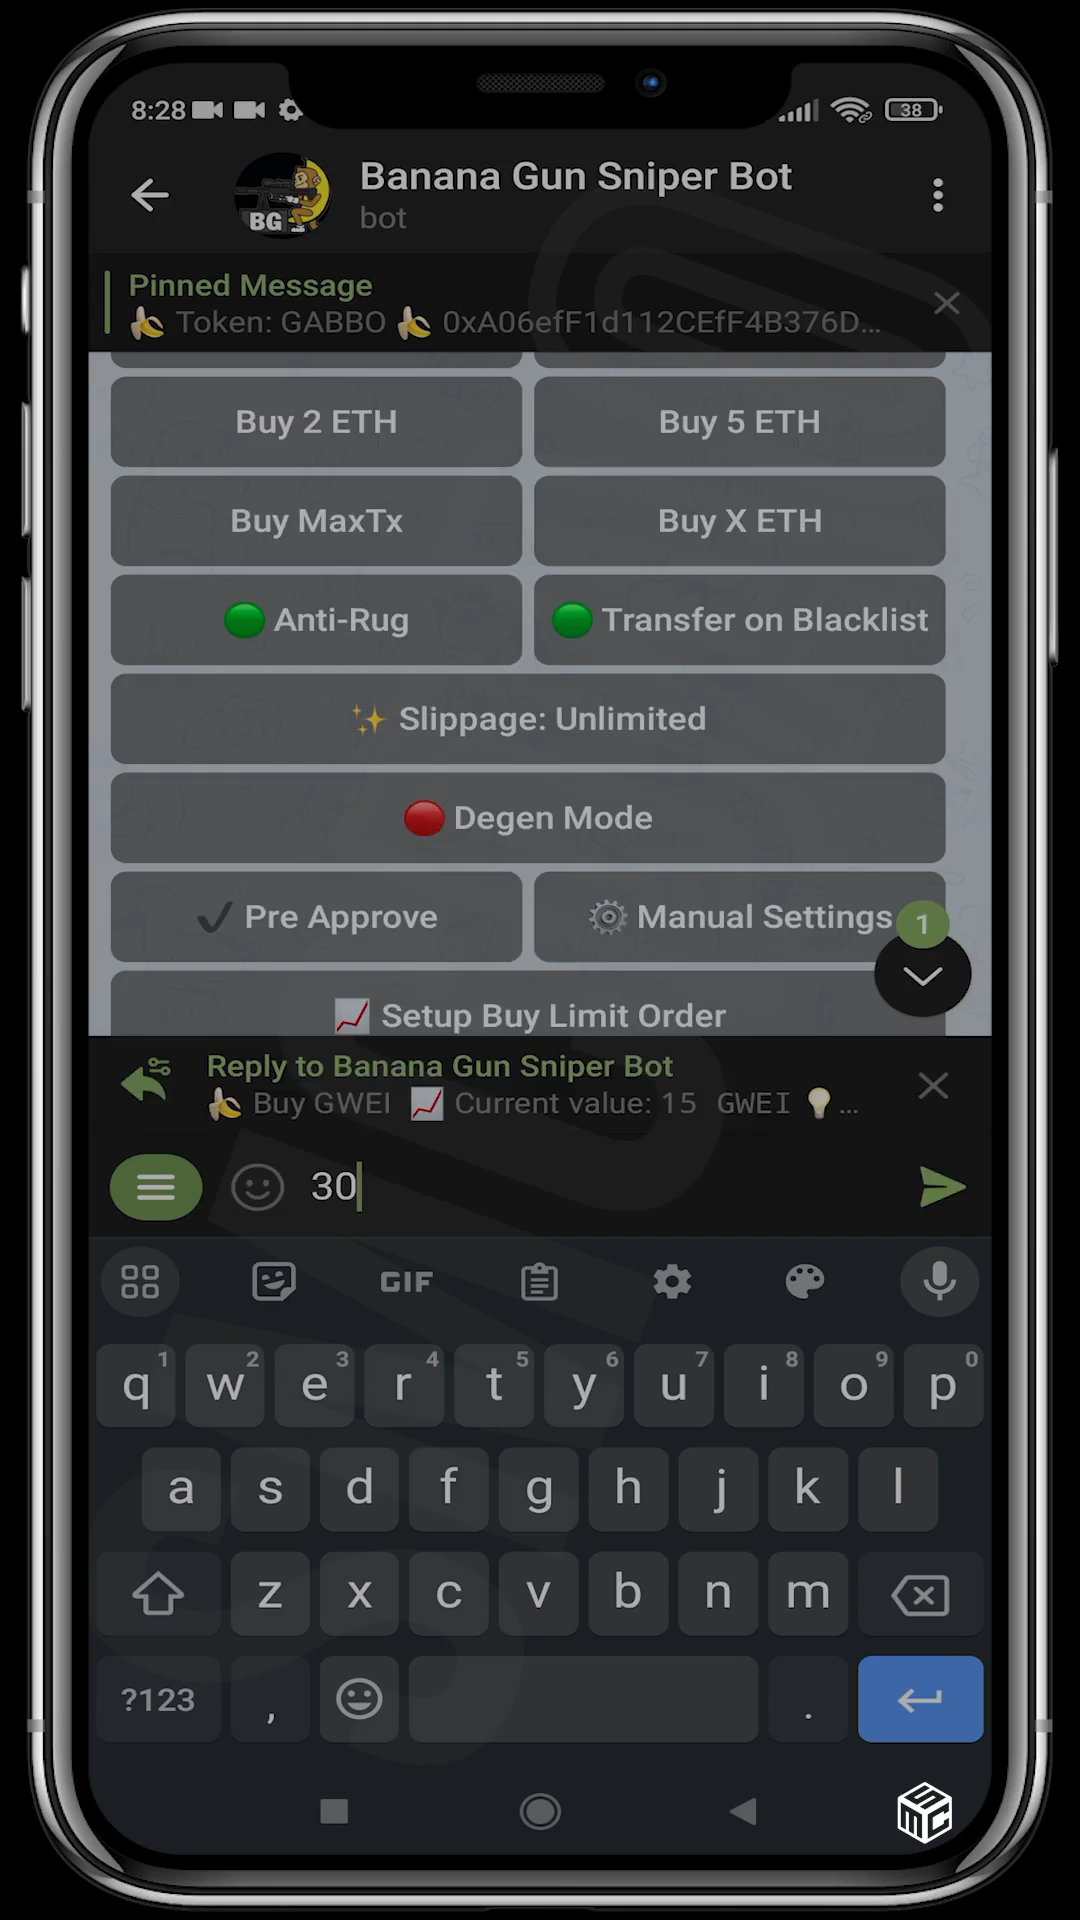 8:28
38
BG
Banana Gun Sniper Bot
bot
Pinned Message
🍌 Token: GABBO 🍌 0xA06efF1d112CEfF4B376D...
Buy 2 ETH
Buy 5 ETH
Buy MaxTx
Buy X ETH
🟢 Anti-Rug
🟢 Transfer on Blacklist
✨ Slippage: Unlimited
🔴 Degen Mode
✔ Pre Approve
⚙ Manual Settings
1
📈 Setup Buy Limit Order
Reply to Banana Gun Sniper Bot
🍌 Buy GWEI 📈 Current value: 15 GWEI 💡 ...
30
GIF
1 2 3 4 5 6 7 8 9 0
q w e r t y u i o p
a s d f g h j k l
z x c v b n m
?123 , .
SMC